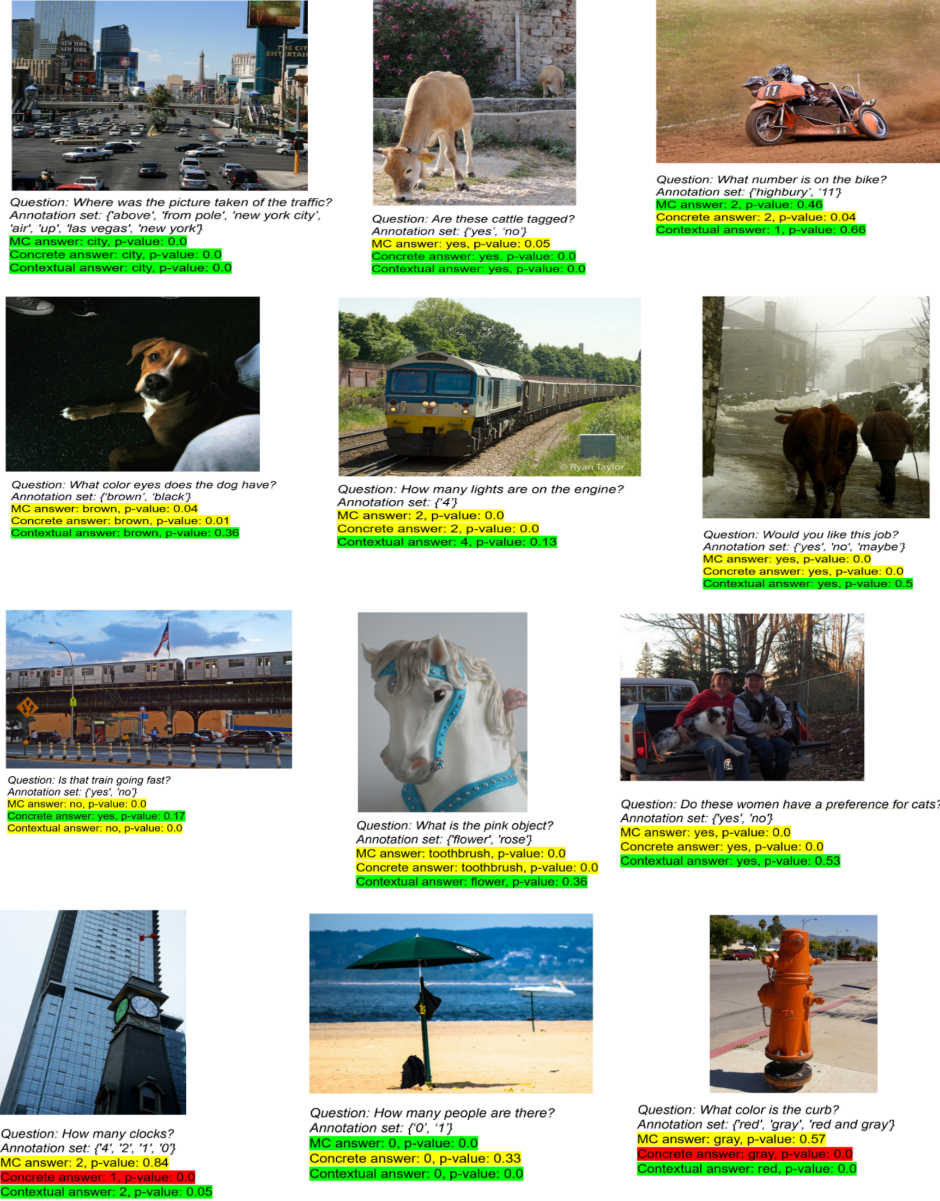 NEW YORK
NEW YORK
THE CIT
ENTERTAIN
Question: Where was the picture taken of the traffic?
Annotation set: {'above', 'from pole', 'new york city',
'air', 'up', 'las vegas', 'new york'}
MC answer: city, p-value: 0.0
Concrete answer: city, p-value: 0.0
Contextual answer: city, p-value: 0.0
Question: Are these cattle tagged?
Annotation set: {'yes', 'no'}
MC answer: yes, p-value: 0.05
Concrete answer: yes, p-value: 0.0
Contextual answer: yes, p-value: 0.0
11
Question: What number is on the bike?
Annotation set: {'highbury', '11'}
MC answer: 2, p-value: 0.46
Concrete answer: 2, p-value: 0.04
Contextual answer: 1, p-value: 0.66
Question: What color eyes does the dog have?
Annotation set: {'brown', 'black'}
MC answer: brown, p-value: 0.04
Concrete answer: brown, p-value: 0.01
Contextual answer: brown, p-value: 0.36
© Ryan Taylor
Question: How many lights are on the engine?
Annotation set: {'4'}
MC answer: 2, p-value: 0.0
Concrete answer: 2, p-value: 0.0
Contextual answer: 4, p-value: 0.13
Question: Would you like this job?
Annotation set: {'yes', 'no', 'maybe'}
MC answer: yes, p-value: 0.0
Concrete answer: yes, p-value: 0.0
Contextual answer: yes, p-value: 0.5
Question: Is that train going fast?
Annotation set: {'yes', 'no'}
MC answer: no, p-value: 0.0
Concrete answer: yes, p-value: 0.17
Contextual answer: no, p-value: 0.0
Question: What is the pink object?
Annotation set: {'flower', 'rose'}
MC answer: toothbrush, p-value: 0.0
Concrete answer: toothbrush, p-value: 0.0
Contextual answer: flower, p-value: 0.36
Question: Do these women have a preference for cats?
Annotation set: {'yes', 'no'}
MC answer: yes, p-value: 0.0
Concrete answer: yes, p-value: 0.0
Contextual answer: yes, p-value: 0.53
Question: How many clocks?
Annotation set: {'4', '2', '1', '0'}
MC answer: 2, p-value: 0.84
Concrete answer: 1, p-value: 0.0
Contextual answer: 2, p-value: 0.05
Question: How many people are there?
Annotation set: {'0', '1'}
MC answer: 0, p-value: 0.0
Concrete answer: 0, p-value: 0.33
Contextual answer: 0, p-value: 0.0
Question: What color is the curb?
Annotation set: {'red', 'gray', 'red and gray'}
MC answer: gray, p-value: 0.57
Concrete answer: gray, p-value: 0.0
Contextual answer: red, p-value: 0.0